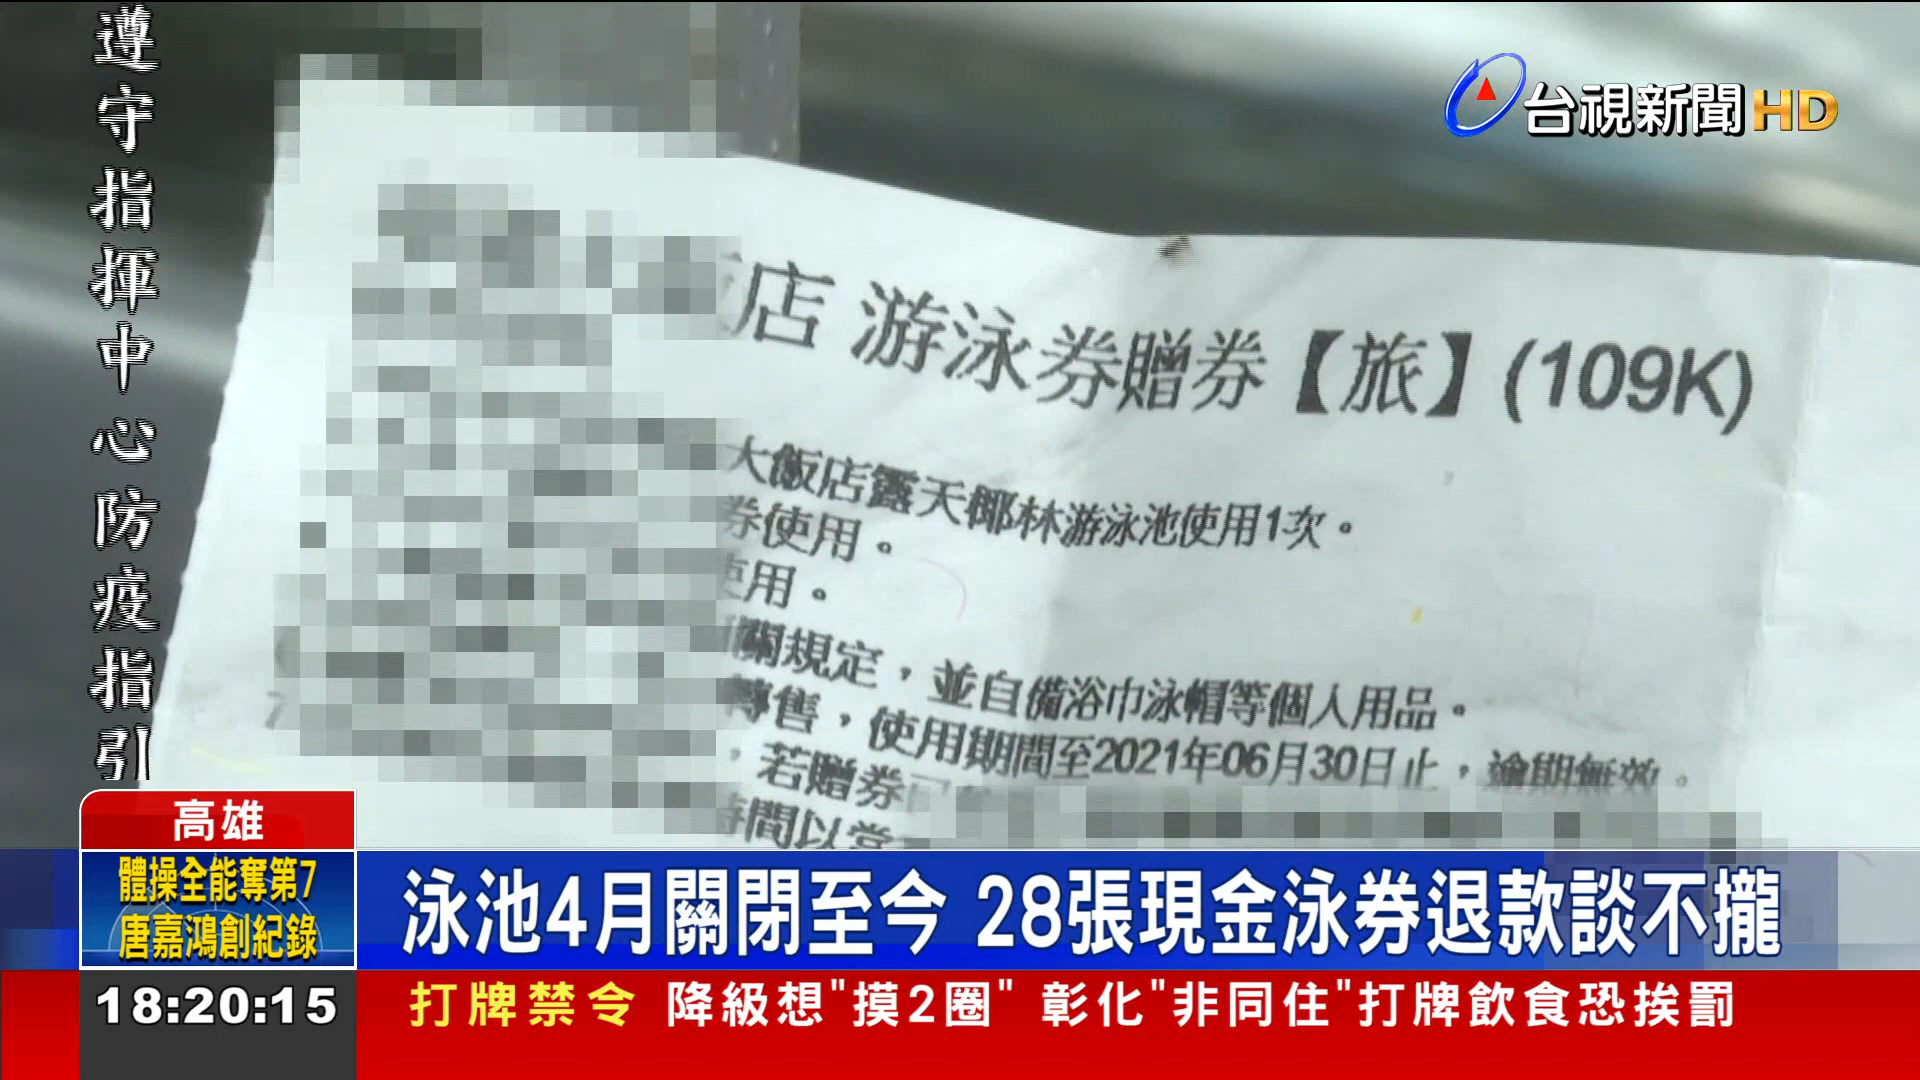 遵守指揮中心防疫指引
台視新聞HD
店 游泳券贈券【旅】(109K)
大飯店露天椰林游泳池使用1次。
券使用。
使用。
關規定，並自備浴巾泳帽等個人用品。
轉售，使用期間至2021年06月30日止，逾期無效。
，若贈券
時間以當
高雄
體操全能奪第7
唐嘉鴻創紀錄
泳池4月關閉至今 28張現金泳券退款談不攏
18:20:15
打牌禁令 降級想"摸2圈" 彰化"非同住"打牌飲食恐挨罰